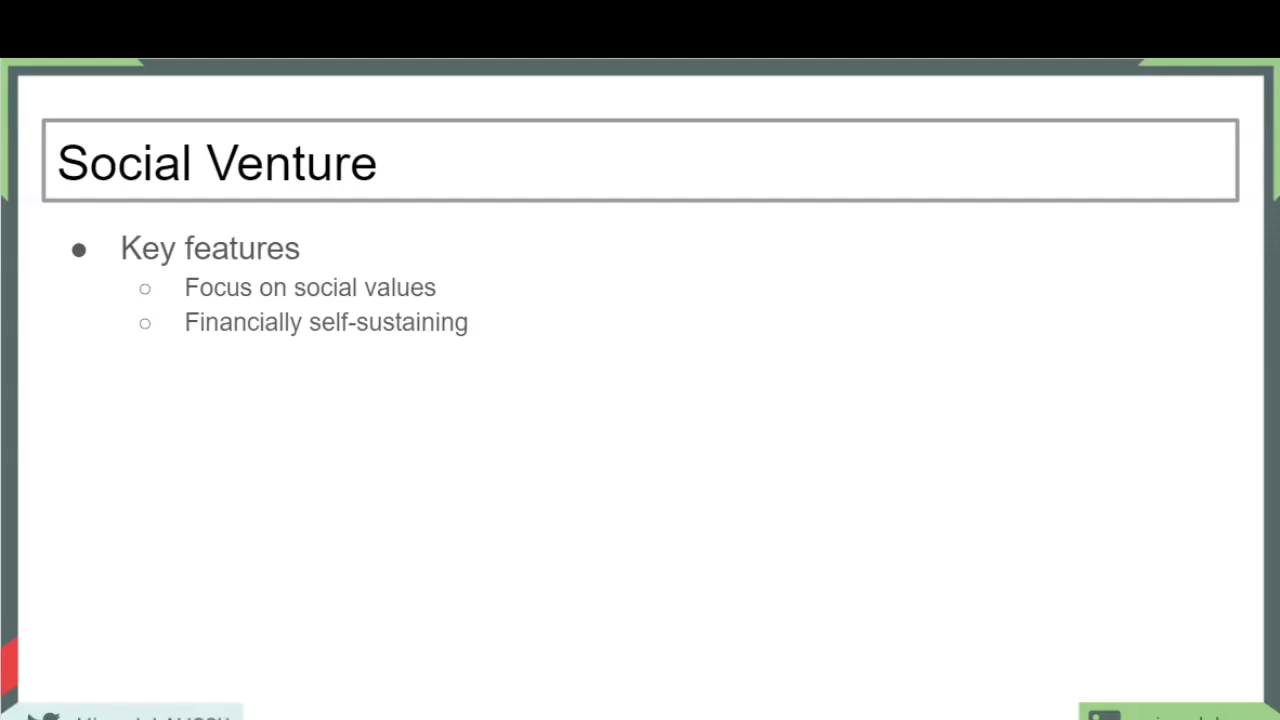 Social Venture
● Key features
○ Focus on social values
○ Financially self-sustaining